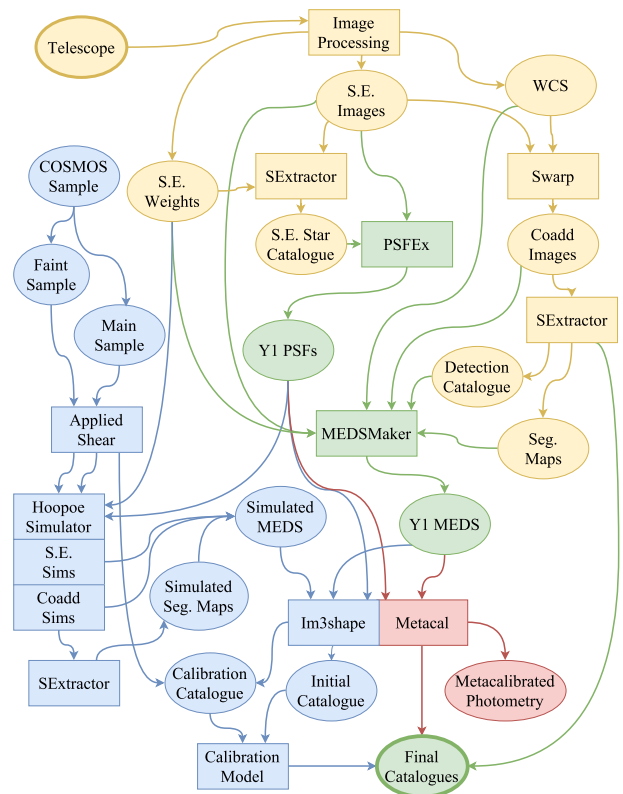 Telescope
Image
Processing
S.E.
Images
WCS
COSMOS
Sample
S.E.
Weights
SExtractor
Swarp
Faint
Sample
S.E. Star
Catalogue
PSFEx
Coadd
Images
Main
Sample
Y1 PSFs
SExtractor
Detection
Catalogue
Applied
Shear
MEDSMaker
Seg.
Maps
Hoopoe
Simulator
S.E.
Sims
Coadd
Sims
Simulated
MEDS
Y1 MEDS
Simulated
Seg. Maps
Im3shape
Metacal
SExtractor
Calibration
Catalogue
Initial
Catalogue
Metacalibrated
Photometry
Calibration
Model
Final
Catalogues